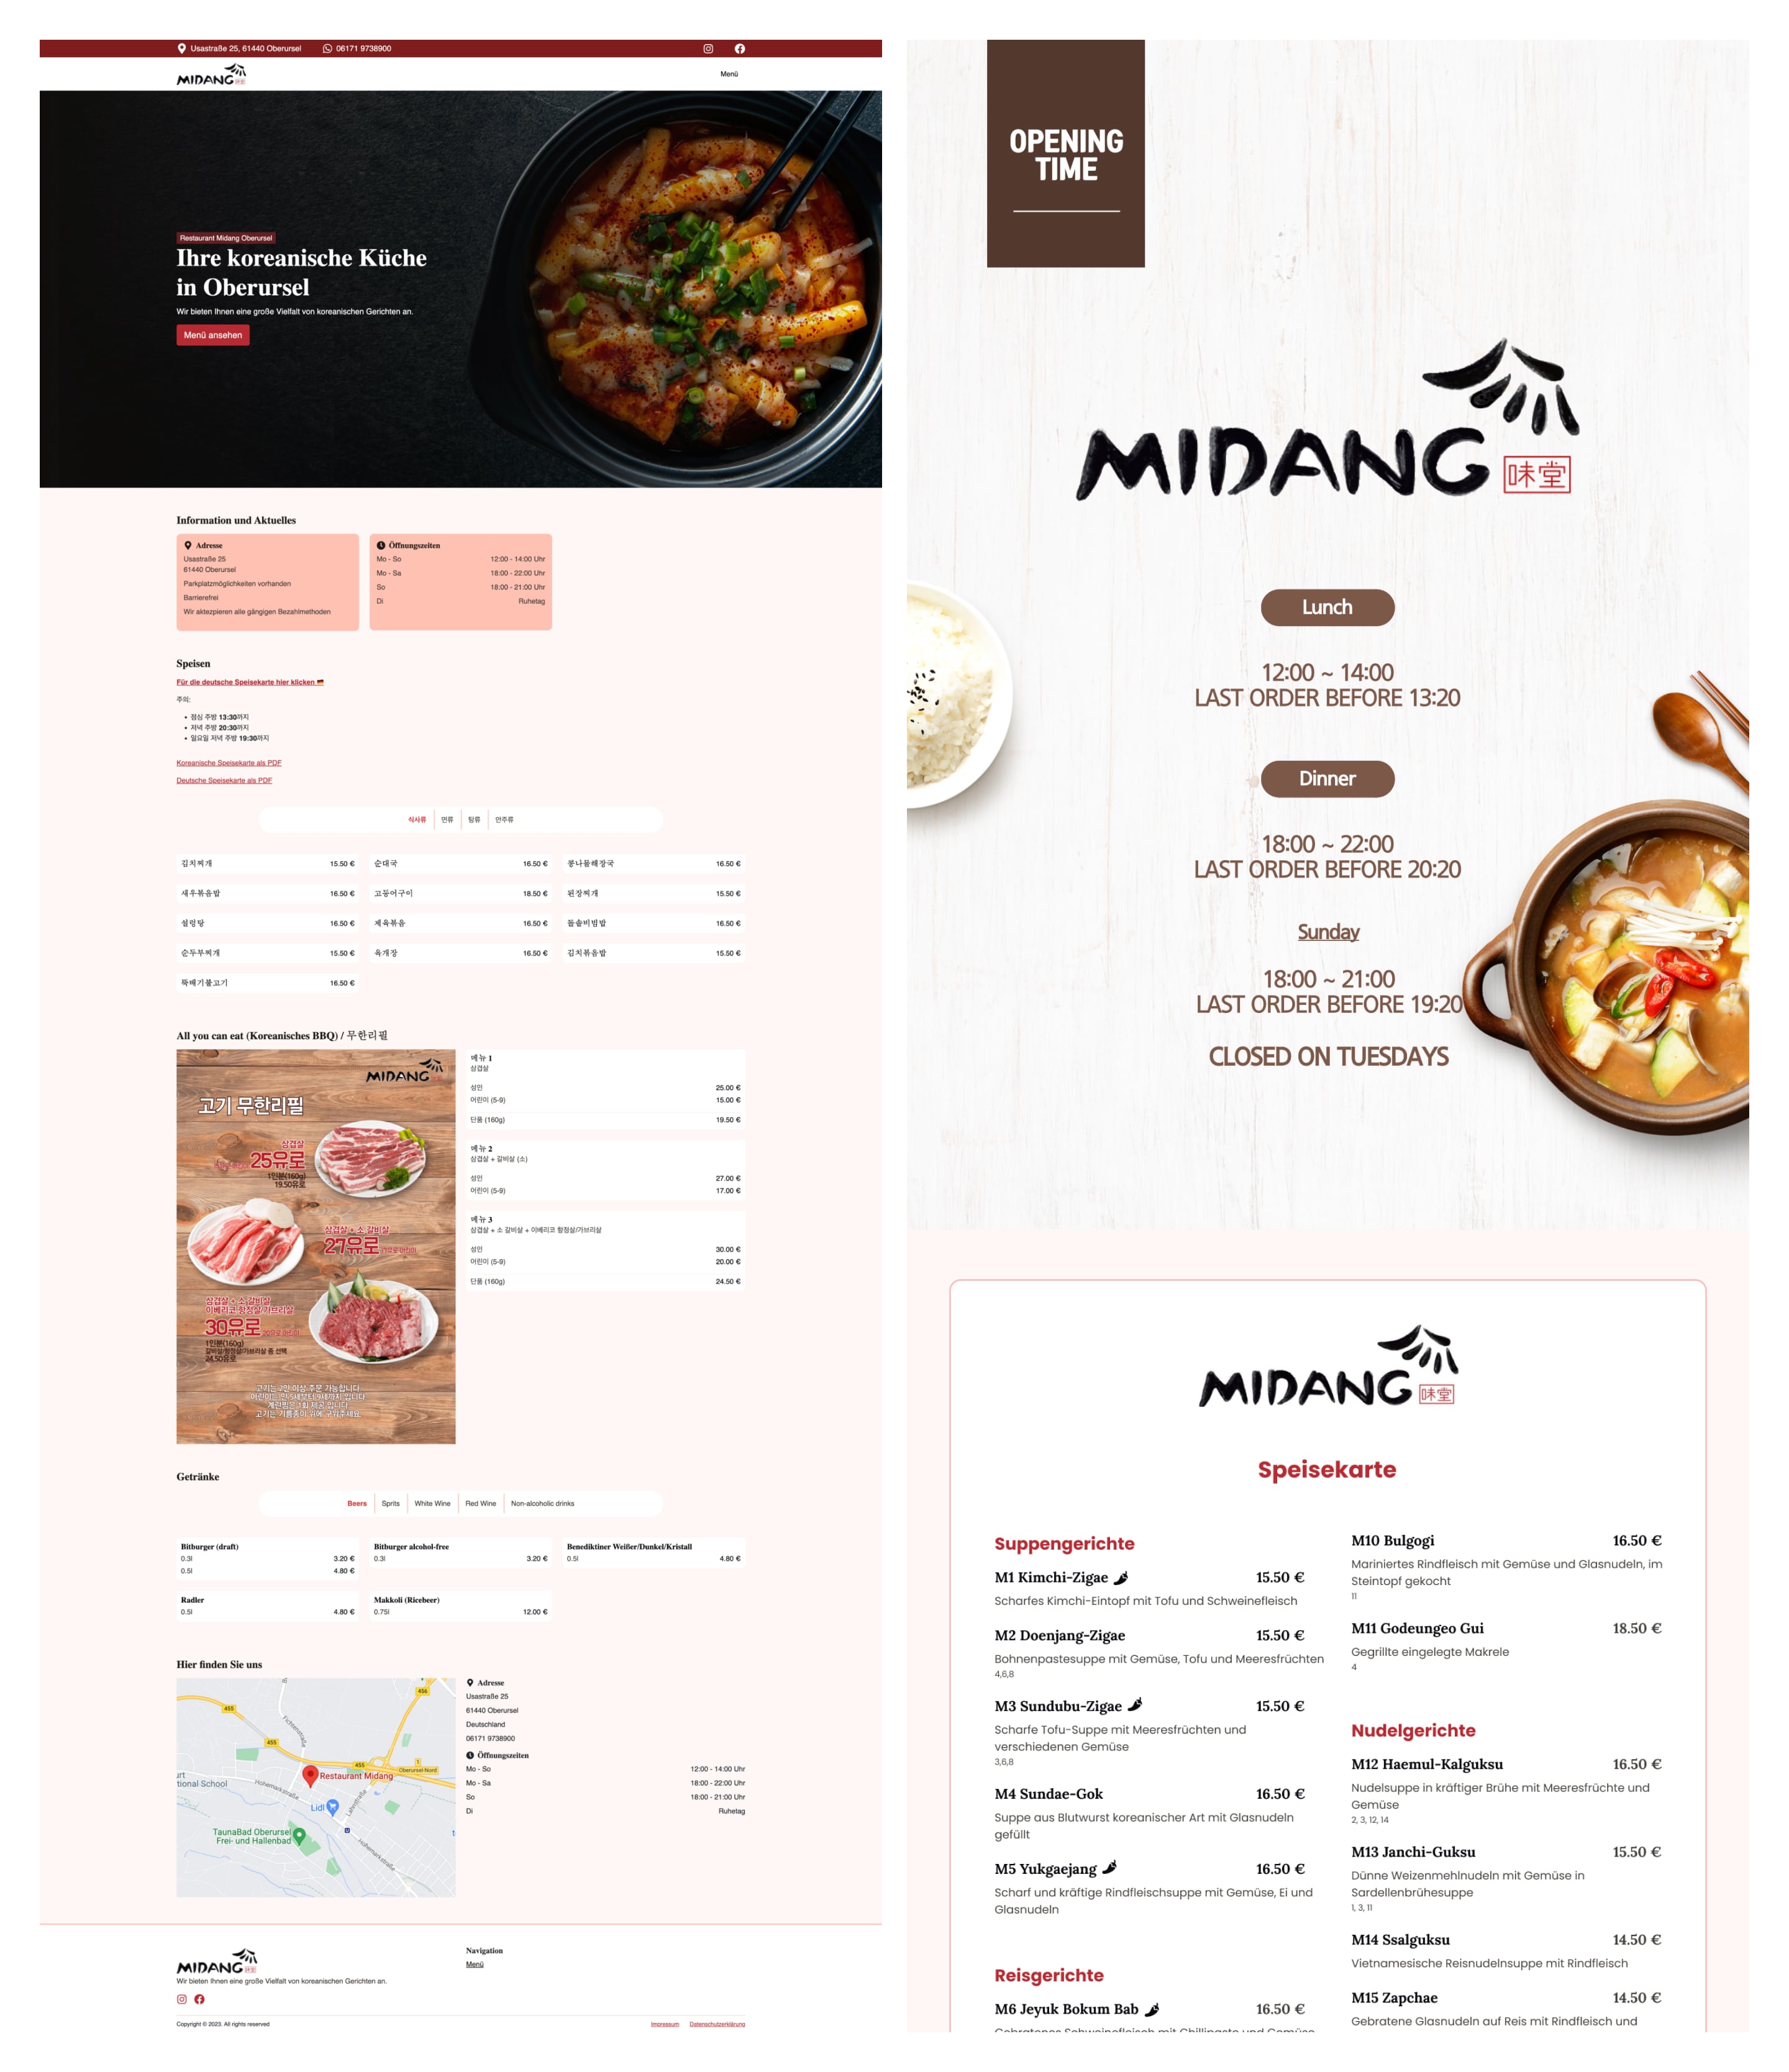 Usastraße 25, 61440 Oberursel
06171 9738900
MIDANG 味堂
Menü
Restaurant Midang Oberursel
Ihre koreanische Küche
in Oberursel
Wir bieten Ihnen eine große Vielfalt von koreanischen Gerichten an.
Menü ansehen
Information und Aktuelles
Adresse
Usastraße 25
61440 Oberursel
Parkplatzmöglichkeiten vorhanden
Barrierefrei
Wir aktezpieren alle gängigen Bezahlmethoden
Öffnungszeiten
Mo - So 12:00 - 14:00 Uhr
Mo - Sa 18:00 - 22:00 Uhr
So 18:00 - 21:00 Uhr
Di Ruhetag
Speisen
Für die deutsche Speisekarte hier klicken
주의:
점심 주방 13:30까지
저녁 주방 20:30까지
일요일 저녁 주방 19:30까지
Koreanische Speisekarte als PDF
Deutsche Speisekarte als PDF
식사류 면류 탕류 안주류
김치찌개 15.50 € 순대국 16.50 € 콩나물해장국 16.50 €
새우볶음밥 16.50 € 고등어구이 18.50 € 된장찌개 15.50 €
설렁탕 16.50 € 제육볶음 16.50 € 돌솥비빔밥 16.50 €
순두부찌개 15.50 € 육개장 16.50 € 김치볶음밥 15.50 €
뚝배기불고기 16.50 €
All you can eat (Koreanisches BBQ) / 무한리필
MIDANG
고기 무한리필
삼겹살
25유로
1인분(160g)
19.50유로
삼겹살 + 소 갈비살
27유로
삼겹살 + 소 갈비살
이베리코 항정살/가브리살
30유로
1인분(160g)
갈비살/항정살/가브리살 중 선택
24.50유로
고기는 2인 이상 주문 가능합니다.
어린이는 만 5세부터 9세까지 입니다.
계란찜은 1회 제공 입니다.
고기는 기름종이 위에 구워주세요.
메뉴 1
삼겹살
성인 25.00 €
어린이 (5-9) 15.00 €
단품 (160g) 19.50 €
메뉴 2
삼겹살 + 갈비살 (소)
성인 27.00 €
어린이 (5-9) 17.00 €
메뉴 3
삼겹살 + 소 갈비살 + 이베리코 항정살/가브리살
성인 30.00 €
어린이 (5-9) 20.00 €
단품 (160g) 24.50 €
Getränke
Beers Sprits White Wine Red Wine Non-alcoholic drinks
Bitburger (draft)
0.3l 3.20 €
0.5l 4.80 €
Bitburger alcohol-free
0.3l 3.20 €
Benediktiner Weißer/Dunkel/Kristall
0.5l 4.80 €
Radler
0.5l 4.80 €
Makkoli (Ricebeer)
0.75l 12.00 €
Hier finden Sie uns
456
455
455
455
1
Fichtenstraße
Oberursel-Nord
Restaurant Midang
tional School
Hohemarkstraße
Lahnstraße
Lidl
TaunaBad Oberursel
Frei- und Hallenbad
Hohemarkstraße
Adresse
Usastraße 25
61440 Oberursel
Deutschland
06171 9738900
Öffnungszeiten
Mo - So 12:00 - 14:00 Uhr
Mo - Sa 18:00 - 22:00 Uhr
So 18:00 - 21:00 Uhr
Di Ruhetag
MIDANG 味堂
Wir bieten Ihnen eine große Vielfalt von koreanischen Gerichten an.
Navigation
Menü
Copyright © 2023. All rights reserved
Impressum Datenschutzerklärung
OPENING
TIME
MIDANG 味堂
Lunch
12:00 ~ 14:00
LAST ORDER BEFORE 13:20
Dinner
18:00 ~ 22:00
LAST ORDER BEFORE 20:20
Sunday
18:00 ~ 21:00
LAST ORDER BEFORE 19:20
CLOSED ON TUESDAYS
MIDANG 味堂
Speisekarte
Suppengerichte
M1 Kimchi-Zigae 15.50 €
Scharfes Kimchi-Eintopf mit Tofu und Schweinefleisch
M2 Doenjang-Zigae 15.50 €
Bohnenpastesuppe mit Gemüse, Tofu und Meeresfrüchten
4,6,8
M3 Sundubu-Zigae 15.50 €
Scharfe Tofu-Suppe mit Meeresfrüchten und
verschiedenen Gemüse
3,6,8
M4 Sundae-Gok 16.50 €
Suppe aus Blutwurst koreanischer Art mit Glasnudeln
gefüllt
M5 Yukgaejang 16.50 €
Scharf und kräftige Rindfleischsuppe mit Gemüse, Ei und
Glasnudeln
Reisgerichte
M6 Jeyuk Bokum Bab 16.50 €
Gebratenes Schweinefleisch mit Chillipaste und Gemüse
M10 Bulgogi 16.50 €
Mariniertes Rindfleisch mit Gemüse und Glasnudeln, im
Steintopf gekocht
11
M11 Godeungeo Gui 18.50 €
Gegrillte eingelegte Makrele
4
Nudelgerichte
M12 Haemul-Kalguksu 16.50 €
Nudelsuppe in kräftiger Brühe mit Meeresfrüchte und
Gemüse
2, 3, 12, 14
M13 Janchi-Guksu 15.50 €
Dünne Weizenmehlnudeln mit Gemüse in
Sardellenbrühesuppe
1, 3, 11
M14 Ssalguksu 14.50 €
Vietnamesische Reisnudelnsuppe mit Rindfleisch
M15 Zapchae 14.50 €
Gebratene Glasnudeln auf Reis mit Rindfleisch und